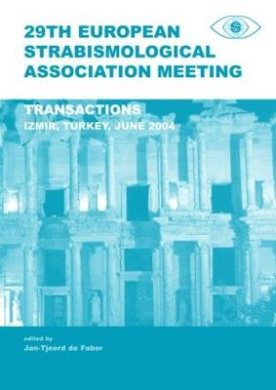 29TH EUROPEAN
STRABISMOLOGICAL
ASSOCIATION MEETING
TRANSACTIONS
IZMIR, TURKEY, JUNE 2004
edited by
Jan-Tjeerd de Faber